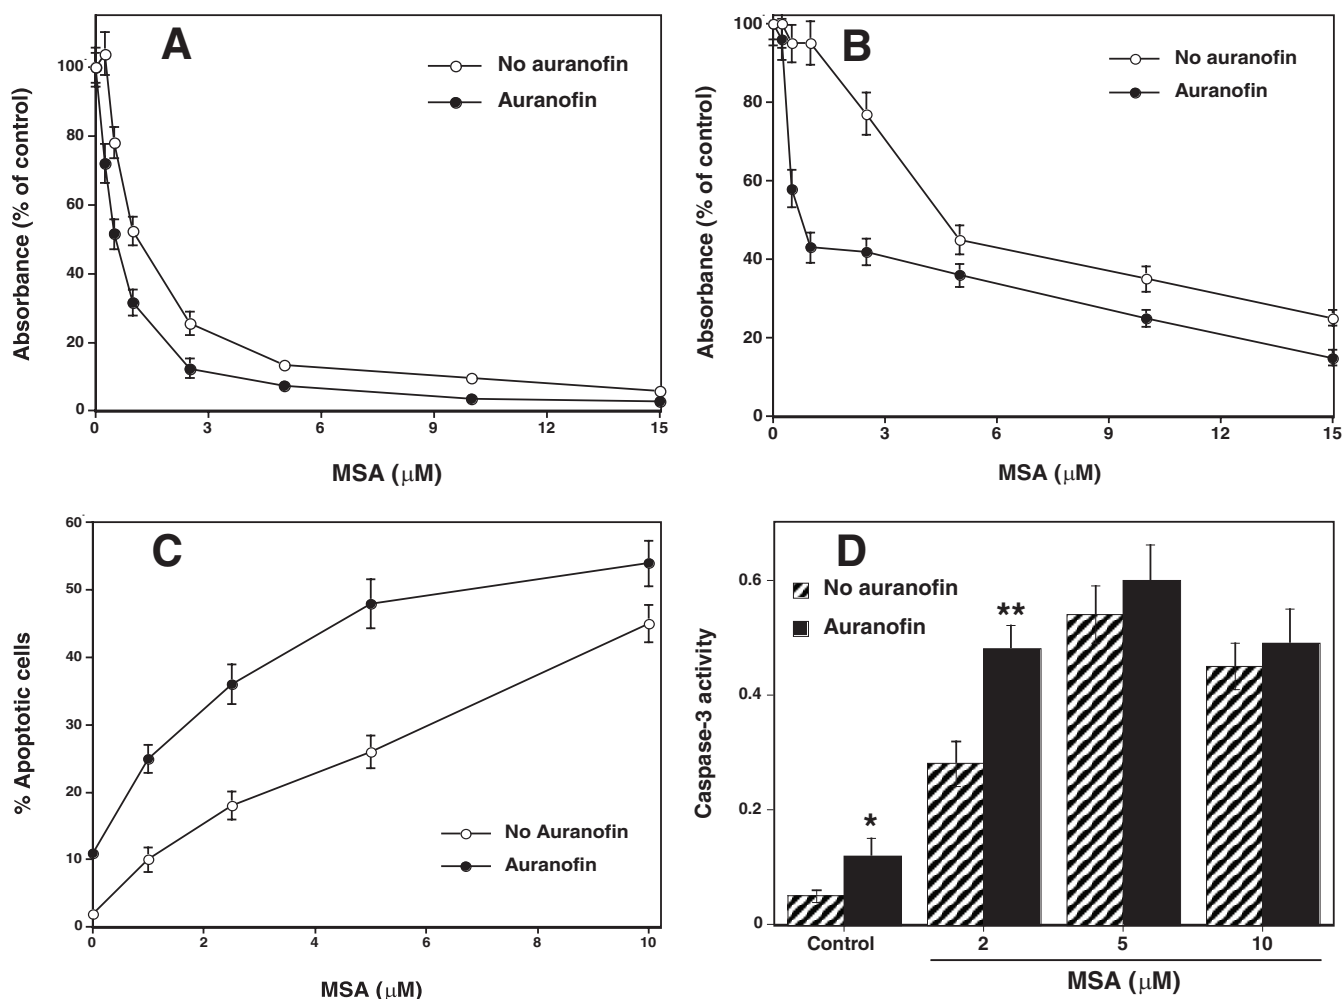 A
No auranofin
Auranofin
Absorbance (% of control)
100
80
60
40
20
0
0 3 6 9 12 15
MSA (μM)
B
No auranofin
Auranofin
Absorbance (% of control)
100
80
60
40
20
0
0 3 6 9 12 15
MSA (μM)
C
No Auranofin
Auranofin
% Apoptotic cells
60
50
40
30
20
10
0
0 2 4 6 8 10
MSA (μM)
D
No auranofin
Auranofin
Caspase-3 activity
0.6
0.4
0.2
0
*
**
Control 2 5 10
MSA (μM)